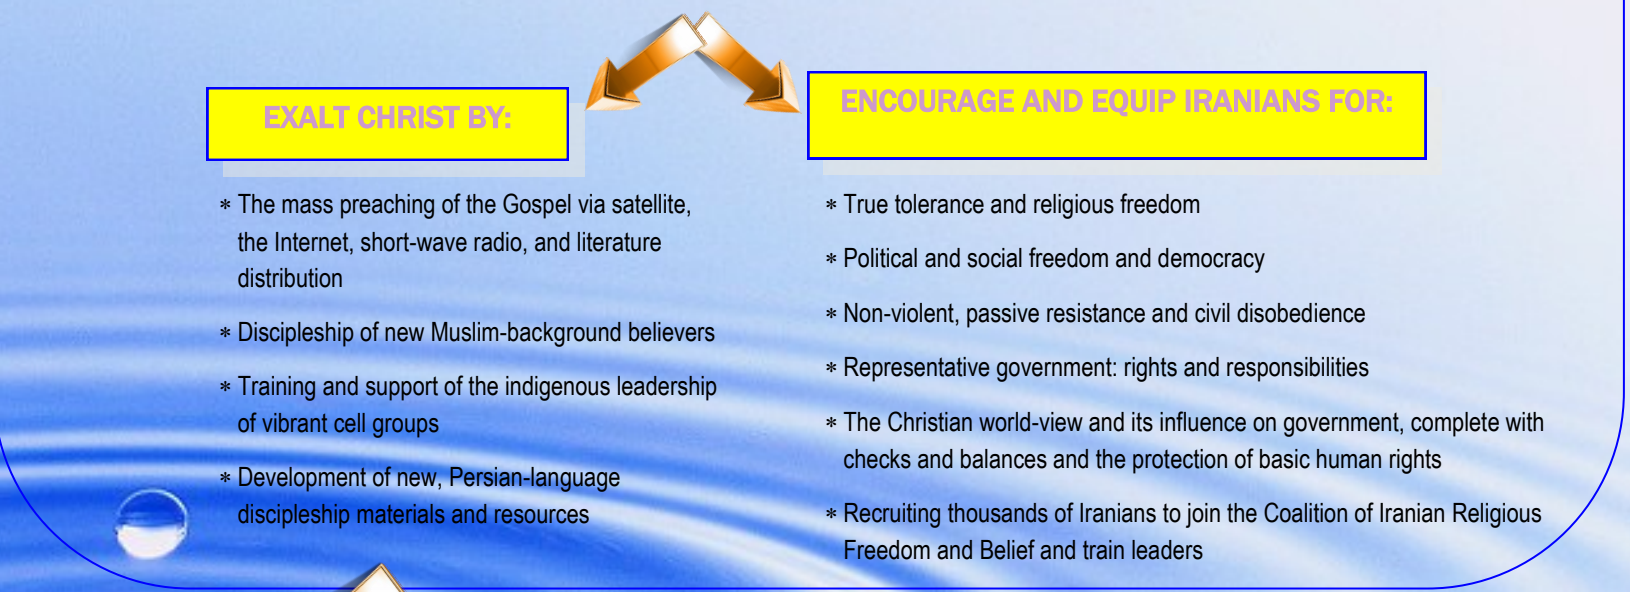 EXALT CHRIST BY:
* The mass preaching of the Gospel via satellite,
the Internet, short-wave radio, and literature
distribution
* Discipleship of new Muslim-background believers
* Training and support of the indigenous leadership
of vibrant cell groups
* Development of new, Persian-language
discipleship materials and resources
ENCOURAGE AND EQUIP IRANIANS FOR:
* True tolerance and religious freedom
* Political and social freedom and democracy
* Non-violent, passive resistance and civil disobedience
* Representative government: rights and responsibilities
* The Christian world-view and its influence on government, complete with
checks and balances and the protection of basic human rights
* Recruiting thousands of Iranians to join the Coalition of Iranian Religious
Freedom and Belief and train leaders